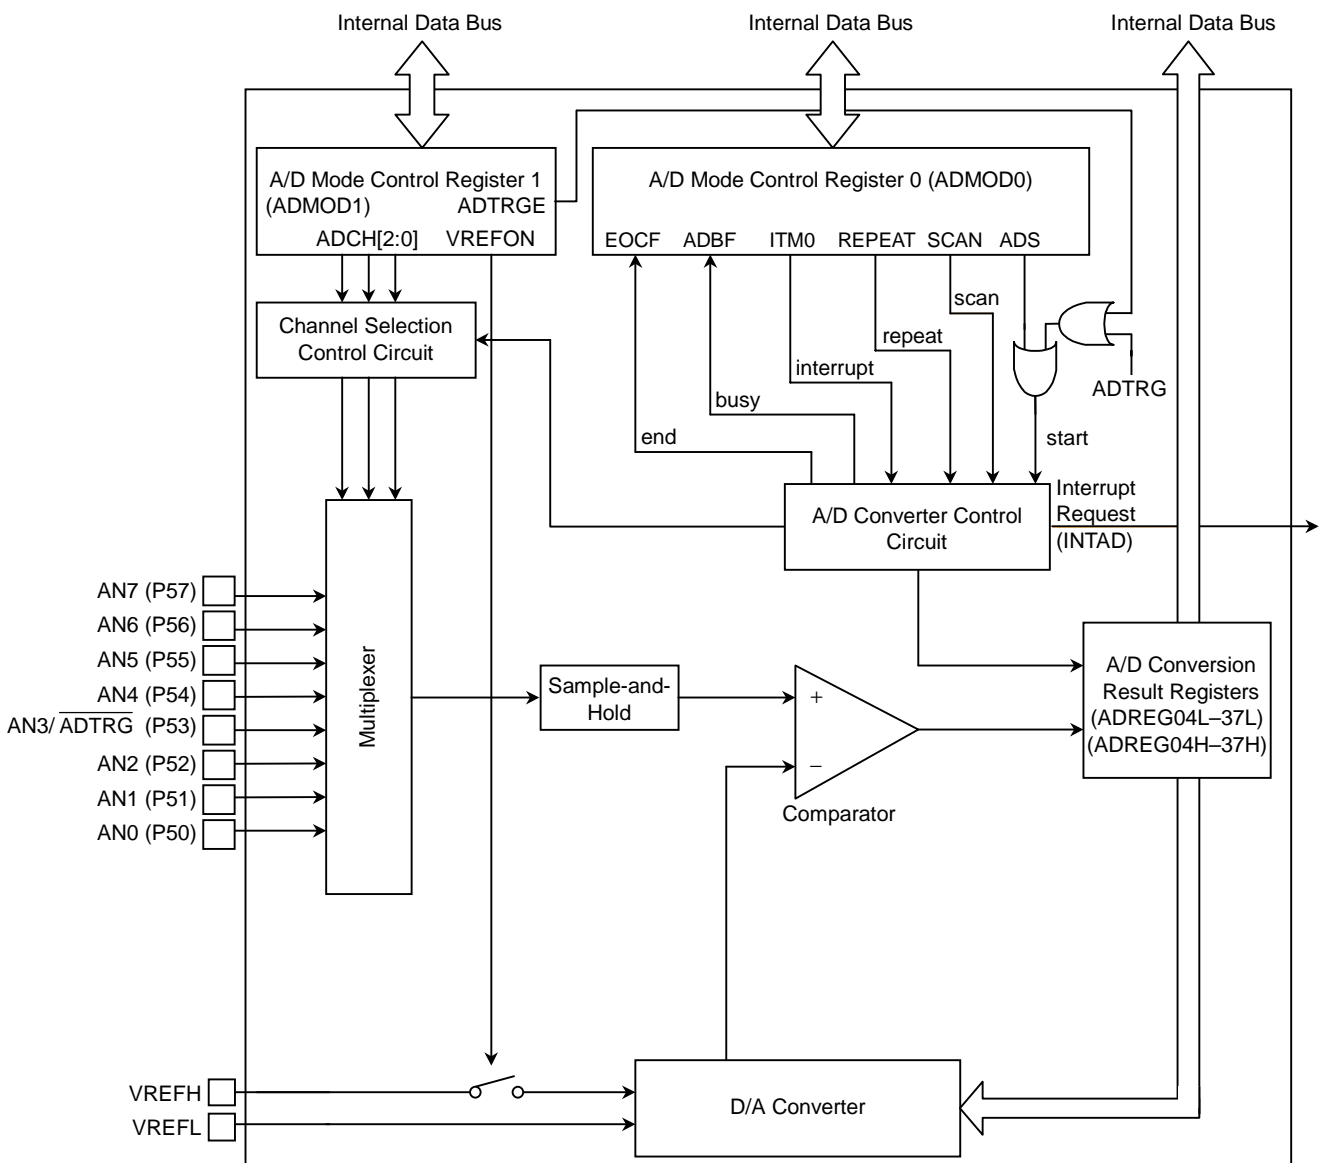 Internal Data Bus
Internal Data Bus
Internal Data Bus
A/D Mode Control Register 1
(ADMOD1) ADTRGE
ADCH[2:0] VREFON
A/D Mode Control Register 0 (ADMOD0)
EOCF ADBF ITM0 REPEAT SCAN ADS
Channel Selection
Control Circuit
scan
repeat
interrupt
busy
end
ADTRG
start
A/D Converter Control
Circuit
Interrupt
Request
(INTAD)
AN7 (P57)
AN6 (P56)
AN5 (P55)
AN4 (P54)
AN3/ADTRG (P53)
AN2 (P52)
AN1 (P51)
AN0 (P50)
Multiplexer
Sample-and-
Hold
+
−
Comparator
A/D Conversion
Result Registers
(ADREG04L–37L)
(ADREG04H–37H)
VREFH
VREFL
D/A Converter